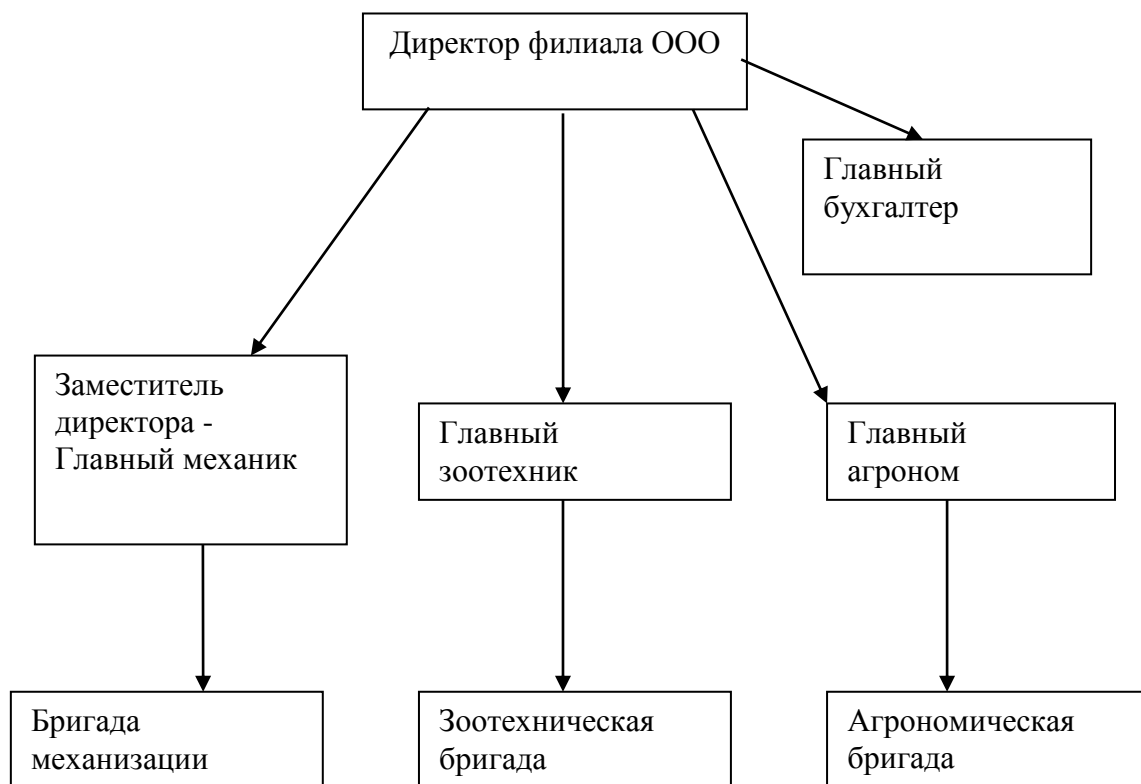 Директор филиала ООО
Главный
бухгалтер
Заместитель
директора -
Главный механик
Главный
зоотехник
Главный
агроном
Бригада
механизации
Зоотехническая
бригада
Агрономическая
бригада